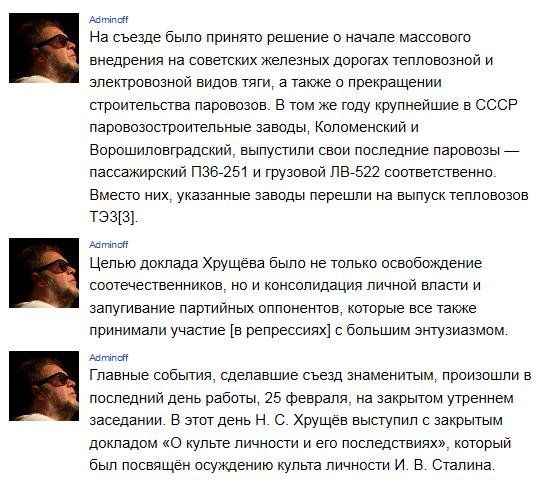 Adminoff
На съезде было принято решение о начале массового
внедрения на советских железных дорогах тепловозной и
электровозной видов тяги, а также о прекращении
строительства паровозов. В том же году крупнейшие в СССР
паровозостроительные заводы, Коломенский и
Ворошиловградский, выпустили свои последние паровозы —
пассажирский П36-251 и грузовой ЛВ-522 соответственно.
Вместо них, указанные заводы перешли на выпуск тепловозов
ТЭ3[3].
Adminoff
Целью доклада Хрущёва было не только освобождение
соотечественников, но и консолидация личной власти и
запугивание партийных оппонентов, которые все также
принимали участие [в репрессиях] с большим энтузиазмом.
Adminoff
Главные события, сделавшие съезд знаменитым, произошли в
последний день работы, 25 февраля, на закрытом утреннем
заседании. В этот день Н. С. Хрущёв выступил с закрытым
докладом «О культе личности и его последствиях», который
был посвящён осуждению культа личности И. В. Сталина.